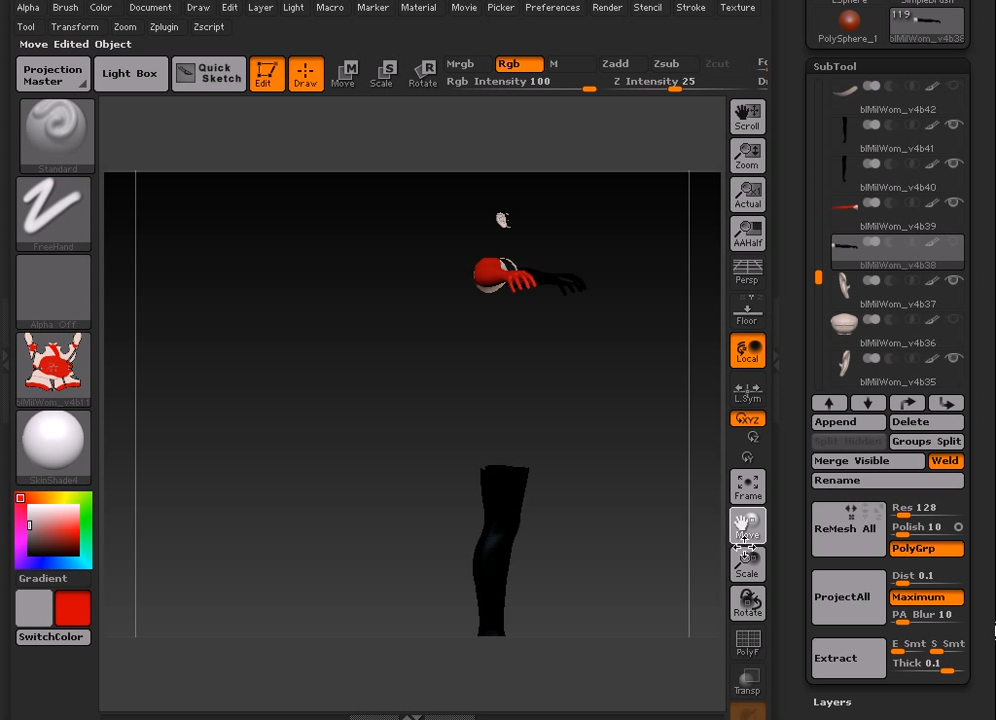 Alpha Brush Color Document Draw Edit Layer Light Macro Marker Material Movie Picker Preferences Render Stencil Stroke Texture
Tool Transform Zoom Zplugin Zscript
Move Edited Object
Projection Master
Light Box
Quick Sketch
Edit
Draw
Move
Scale
Rotate
Mrgb
Rgb
M
Zadd
Zsub
Zcut
Rgb Intensity 100
Z Intensity 25
Standard
FreeHand
Alpha Off
SkinShade4
Gradient
SwitchColor
Scroll
Zoom
Actual
AAHalf
Persp
Floor
Local
L.Sym
XYZ
Z
Y
Frame
Move
Scale
Rotate
PolyF
Transp
119
PolySphere_1
blMilWom_v4b38
SubTool
blMilWom_v4b42
blMilWom_v4b41
blMilWom_v4b40
blMilWom_v4b39
blMilWom_v4b38
blMilWom_v4b37
blMilWom_v4b36
blMilWom_v4b35
Append
Delete
Split Hidden
Groups Split
Merge Visible
Weld
Rename
ReMesh All
Res 128
Polish 10
PolyGrp
ProjectAll
Dist 0.1
Maximum
PA Blur 10
Extract
E Smt
S Smt
Thick 0.1
Layers